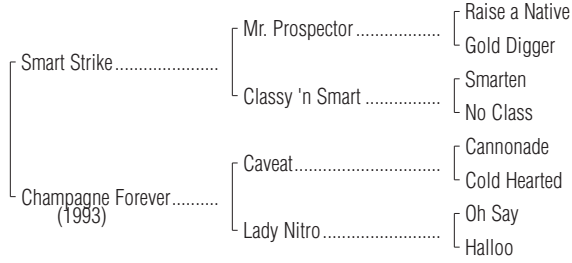 Raise a Native
Mr. Prospector..................
Gold Digger
Smart Strike......................
Smarten
Classy 'n Smart ................
No Class
Cannonade
Caveat...............................
Cold Hearted
Champagne Forever..........
(1993)
Oh Say
Lady Nitro.........................
Halloo